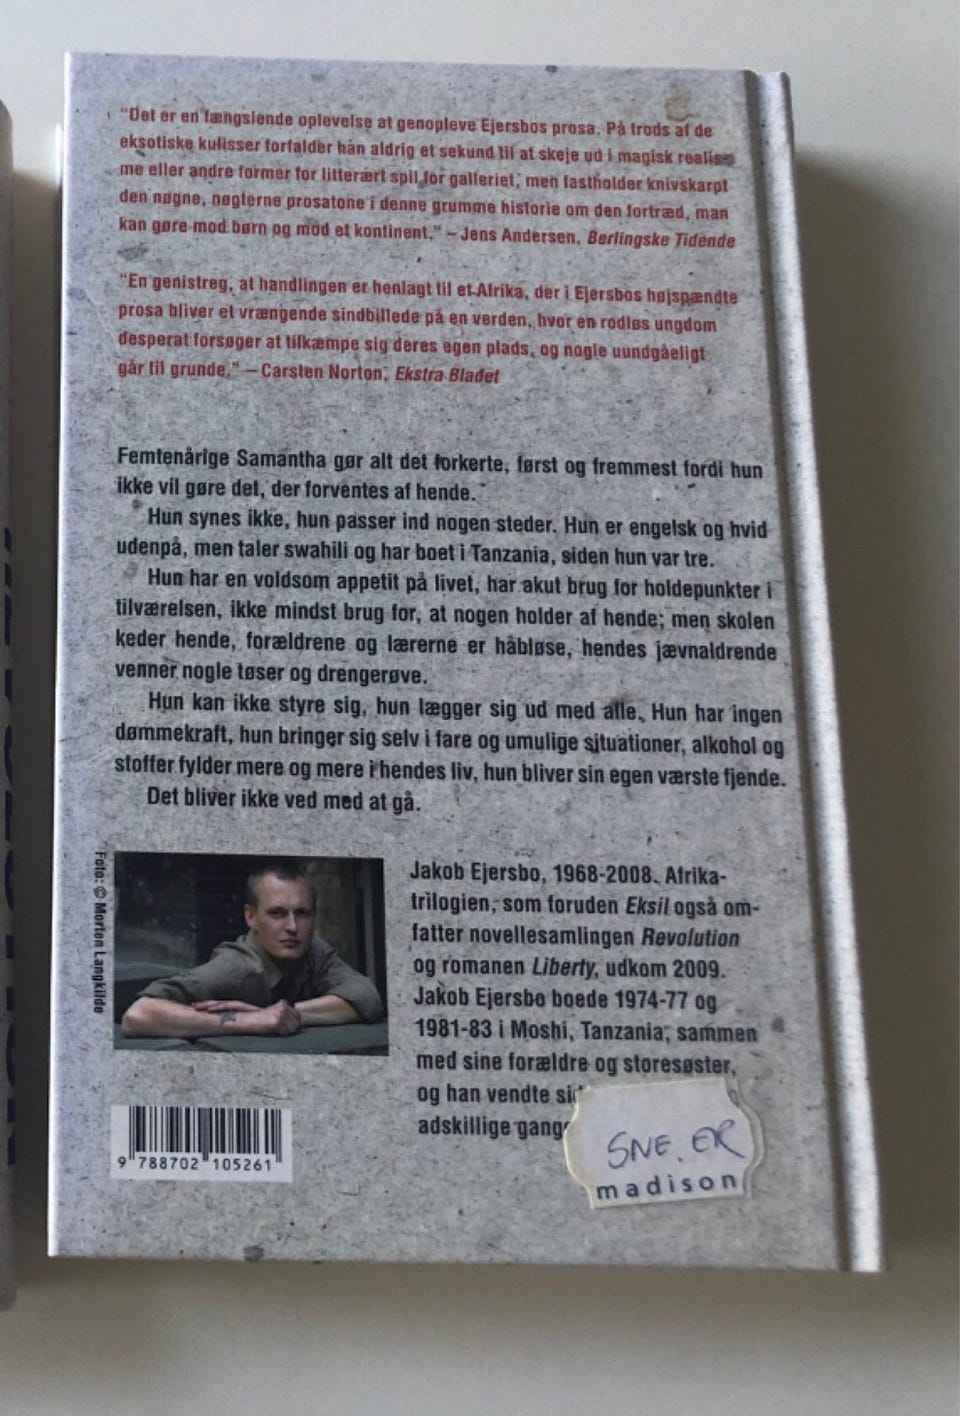 "Det er en fængslende oplevelse at genopleve Ejersbos prosa. På trods af de
eksotiske kulisser forfalder han aldrig et sekund til at skeje ud i magisk realis-
me eller andre former for litterært spil for galleriet, men fastholder knivskarpt
den nøgne, nøgterne prosatone i denne grumme historie om den fortræd, man
kan gøre mod børn og mod et kontinent." – Jens Andersen, Berlingske Tidende
"En genistreg, at handlingen er henlagt til et Afrika, der i Ejersbos højspændte
prosa bliver et vrængende sindbillede på en verden, hvor en rodløs ungdom
desperat forsøger at tilkæmpe sig deres egen plads, og nogle uundgåeligt
går til grunde." – Carsten Norton, Ekstra Bladet
Femtenårige Samantha gør alt det forkerte, først og fremmest fordi hun
ikke vil gøre det, der forventes af hende.
Hun synes ikke, hun passer ind nogen steder. Hun er engelsk og hvid
udenpå, men taler swahili og har boet i Tanzania, siden hun var tre.
Hun har en voldsom appetit på livet, har akut brug for holdepunkter i
tilværelsen, ikke mindst brug for, at nogen holder af hende; men skolen
keder hende, forældrene og lærerne er håbløse, hendes jævnaldrende
venner nogle tøser og drengerøve.
Hun kan ikke styre sig, hun lægger sig ud med alle. Hun har ingen
dømmekraft, hun bringer sig selv i fare og umulige situationer, alkohol og
stoffer fylder mere og mere i hendes liv, hun bliver sin egen værste fjende.
Det bliver ikke ved med at gå.
Foto: © Morten Langkilde
Jakob Ejersbo, 1968-2008. Afrika-
trilogien, som foruden Eksil også om-
fatter novellesamlingen Revolution
og romanen Liberty, udkom 2009.
Jakob Ejersbo boede 1974-77 og
1981-83 i Moshi, Tanzania, sammen
med sine forældre og storesøster,
og han vendte
adskillige
SNE. ER
madison
9 788702 105261